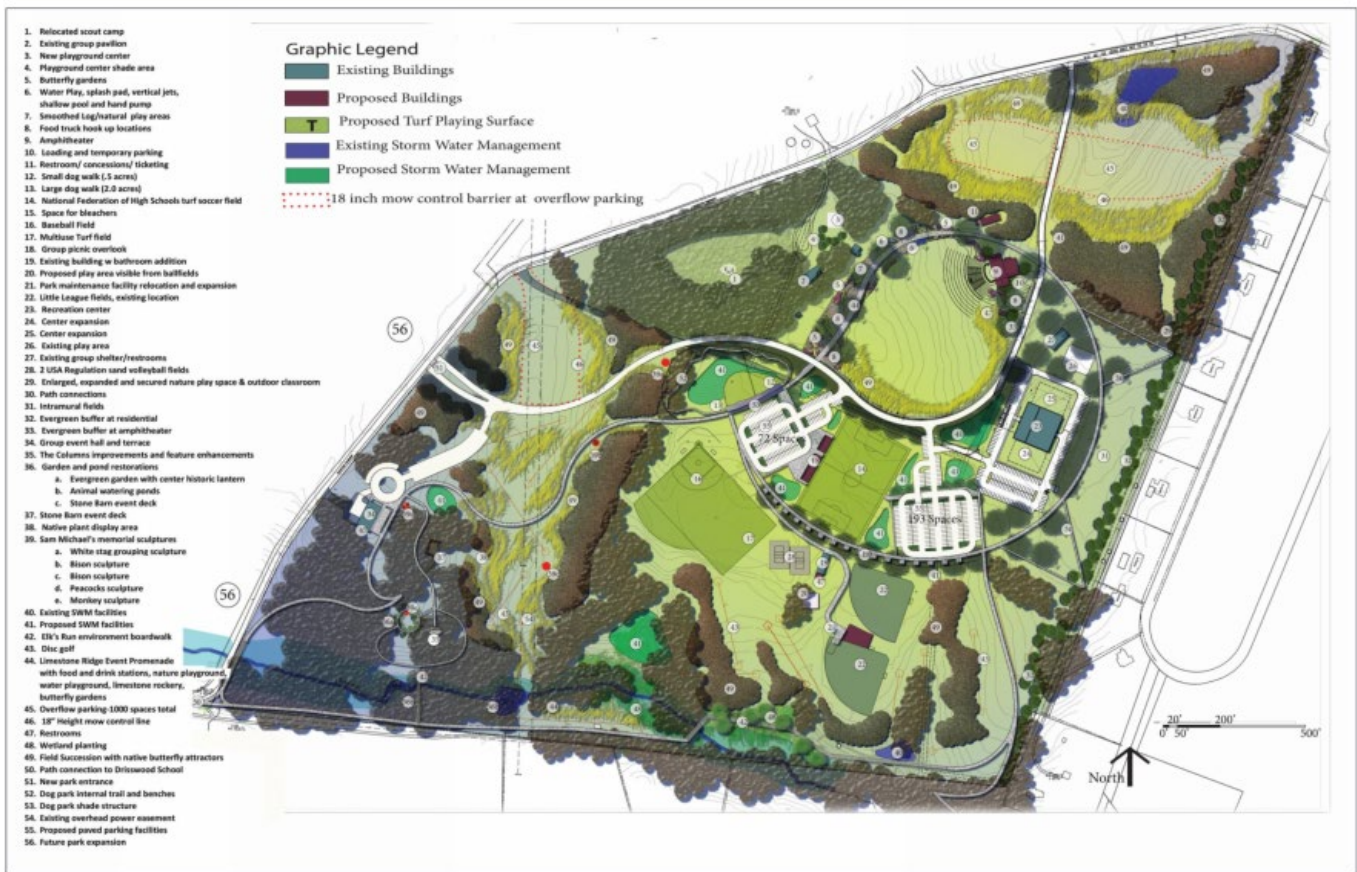 1. Relocated scout camp
2. Existing group pavilion
3. New playground center
4. Playground center shade area
5. Butterfly gardens
6. Water Play, splash pad, vertical jets,
shallow pool and hand pump
7. Smoothed Log/natural play areas
8. Food truck hook up locations
9. Amphitheater
10. Loading and temporary parking
11. Restroom/ concessions/ ticketing
12. Small dog walk (.5 acres)
13. Large dog walk (2.0 acres)
14. National Federation of High Schools turf soccer field
15. Space for bleachers
16. Baseball Field
17. Multiuse Turf field
18. Group picnic overlook
19. Existing building w bathroom addition
20. Proposed play area visible from ballfields
21. Park maintenance facility relocation and expansion
22. Little League fields, existing location
23. Recreation center
24. Center expansion
25. Center expansion
26. Existing play area
27. Existing group shelter/restrooms
28. 2 USA Regulation sand volleyball fields
29. Enlarged, expanded and secured nature play space & outdoor classroom
30. Path connections
31. Intramural fields
32. Evergreen buffer at residential
33. Evergreen buffer at amphitheater
34. Group event hall and terrace
35. The Columns improvements and feature enhancements
36. Garden and pond restorations
a. Evergreen garden with center historic lantern
b. Animal watering ponds
c. Stone Barn event deck
37. Stone Barn event deck
38. Native plant display area
39. Sam Michael's memorial sculptures
a. White stag grouping sculpture
b. Bison sculpture
c. Bison sculpture
d. Peacocks sculpture
e. Monkey sculpture
40. Existing SWM facilities
41. Proposed SWM facilities
42. Elk's Run environment boardwalk
43. Disc golf
44. Limestone Ridge Event Promenade
with food and drink stations, nature playground,
water playground, limestone rockery,
butterfly gardens
45. Overflow parking-1000 spaces total
46. 18" Height mow control line
47. Restrooms
48. Wetland planting
49. Field Succession with native butterfly attractors
50. Path connection to Drisswood School
51. New park entrance
52. Dog park internal trail and benches
53. Dog park shade structure
54. Existing overhead power easement
55. Proposed paved parking facilities
56. Future park expansion
Graphic Legend
Existing Buildings
Proposed Buildings
T Proposed Turf Playing Surface
Existing Storm Water Management
Proposed Storm Water Management
18 inch mow control barrier at overflow parking
56
56
72 Spaces
193 Spaces
20' 200'
0' 50' 500'
North